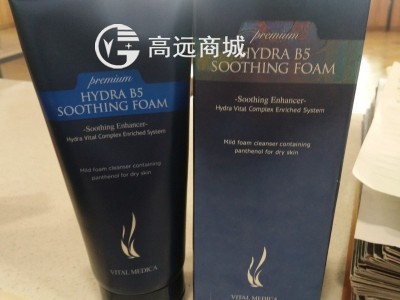 高远商城
premium
HYDRA B5
SOOTHING FOAM
-Soothing Enhancer-
Hydra Vital Complex Enriched System
Mild foam cleanser containing
panthenol for dry skin
VITAL MEDICA
premium
HYDRA B5
SOOTHING FOAM
-Soothing Enhancer-
Hydra Vital Complex Enriched System
Mild foam cleanser containing
panthenol for dry skin
VITAL MEDICA